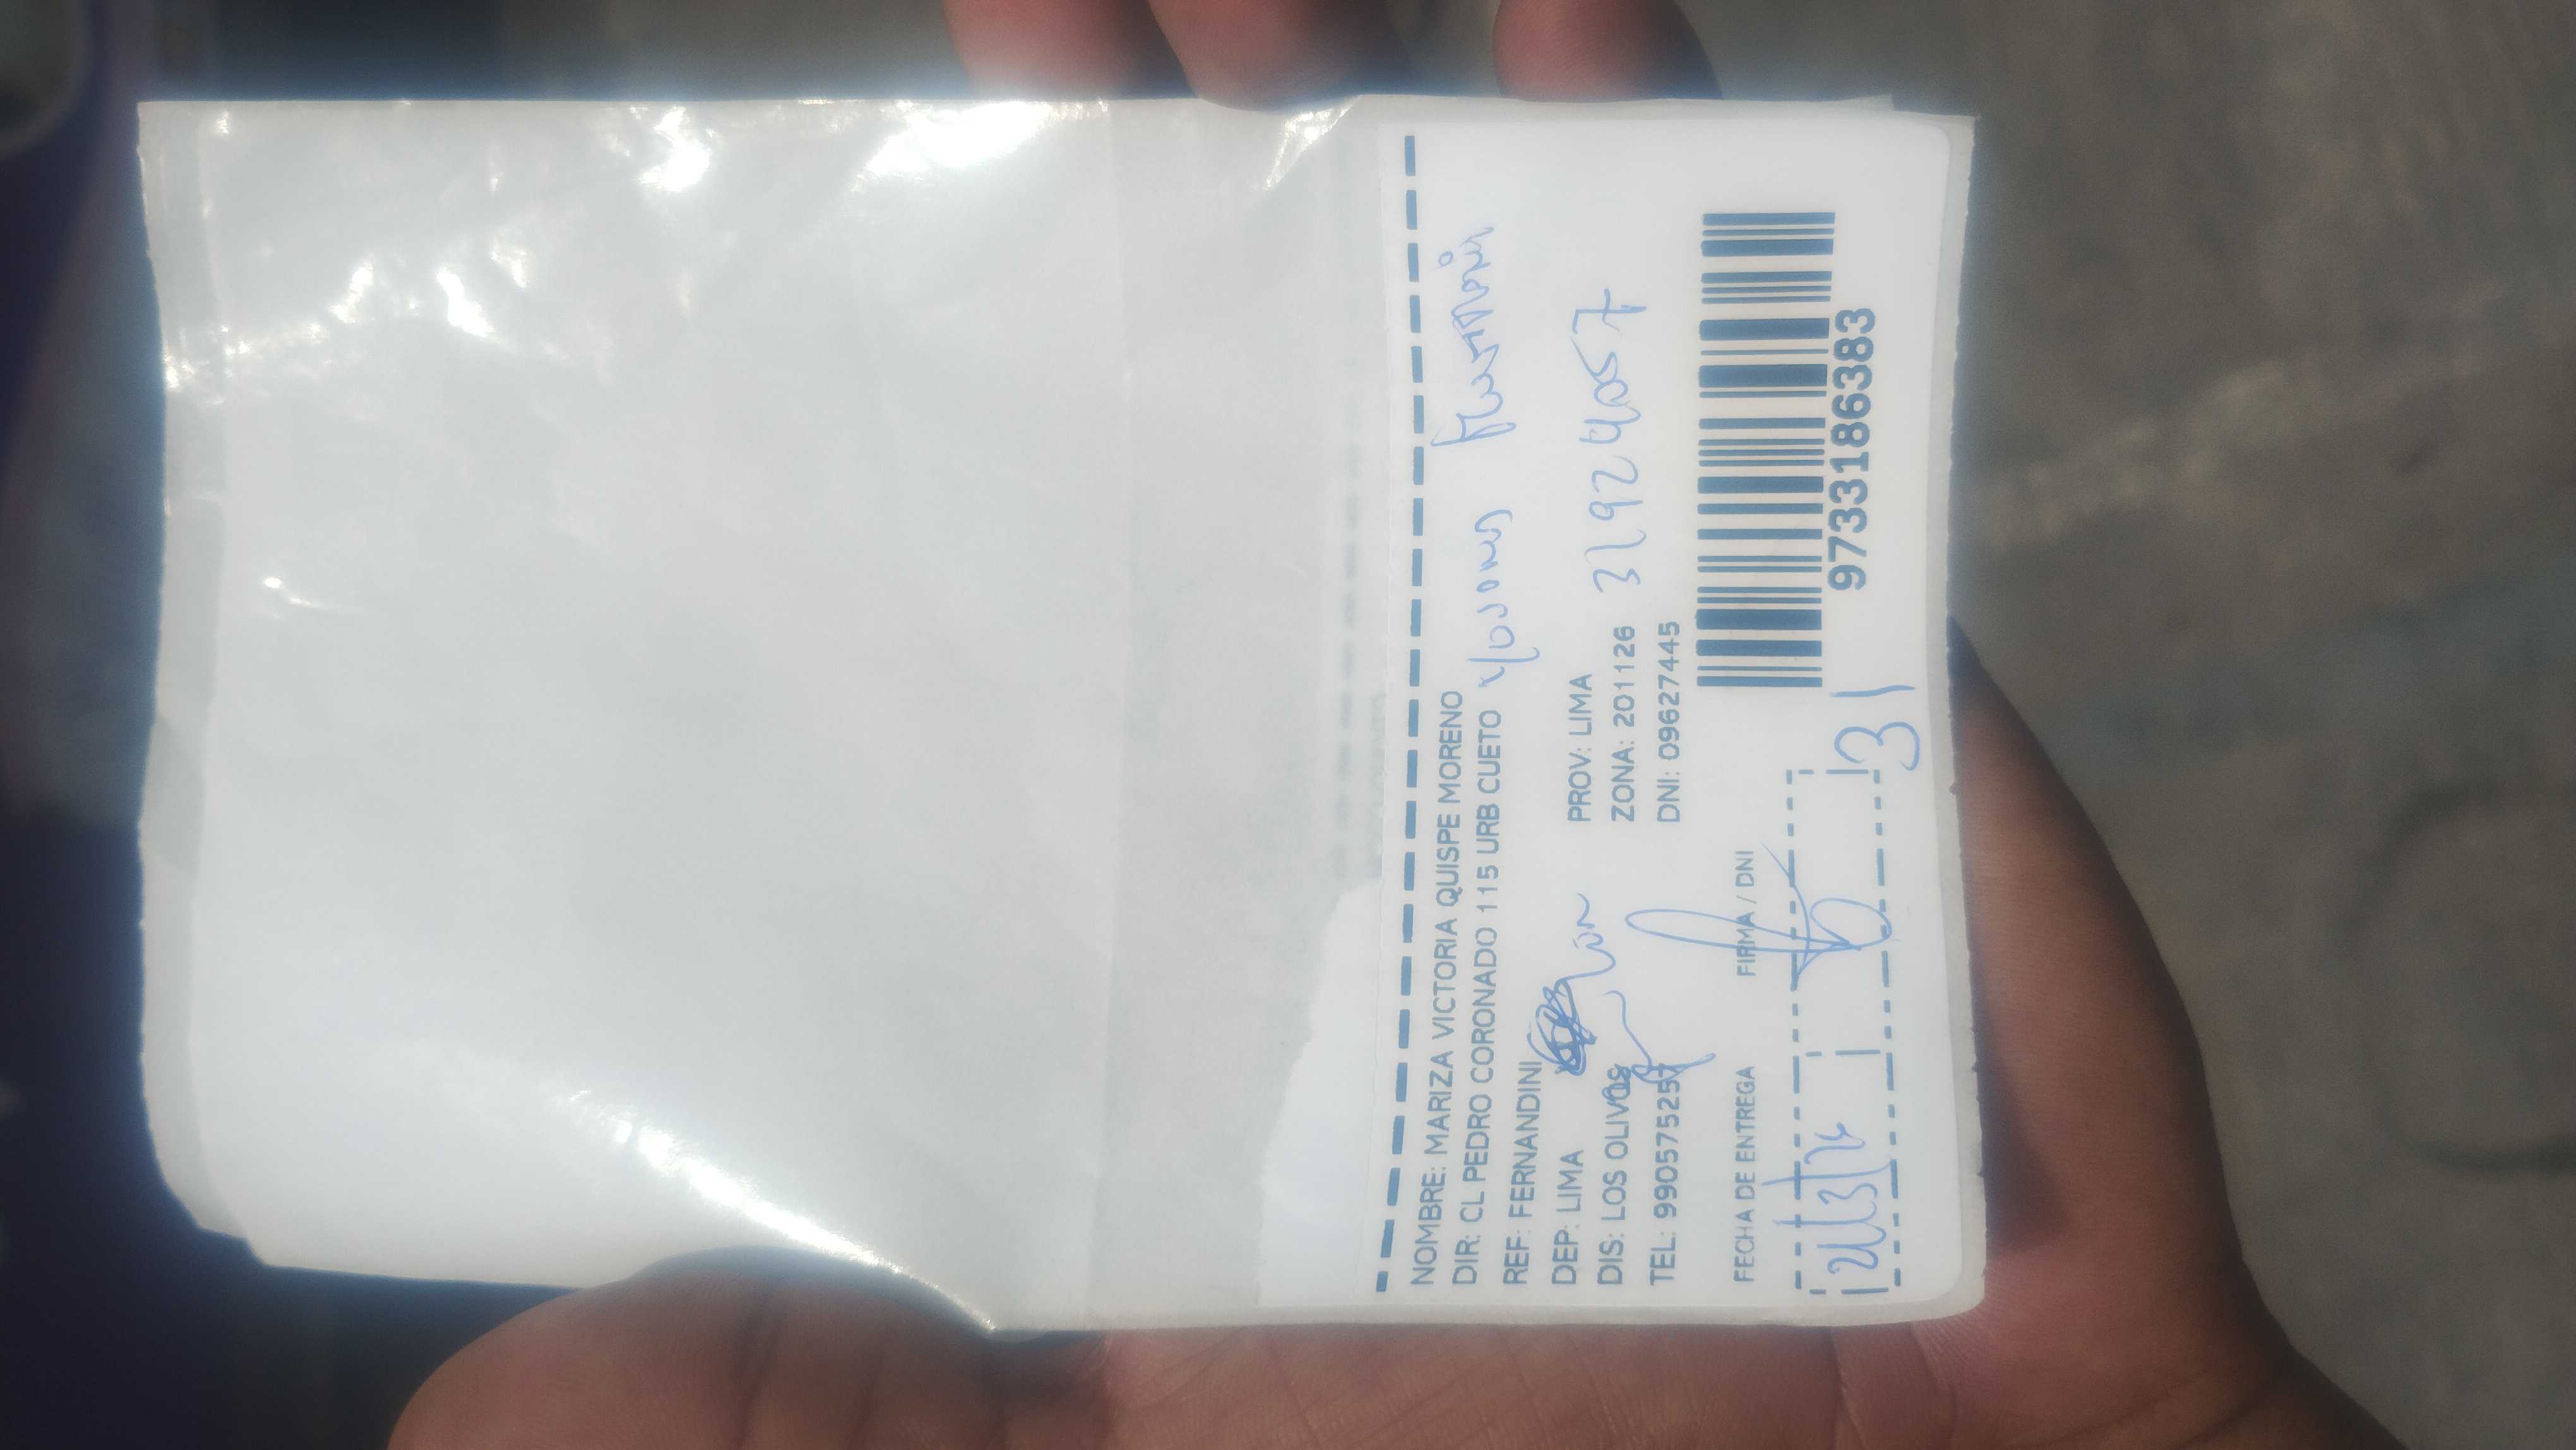 NOMBRE: MARIZA VICTORIA QUISPE MORENO
DIR: CL PEDRO CORONADO 115 URB CUETO
REF: FERNANDINI
DEP: LIMA PROV: LIMA
DIS: LOS OLIVOS ZONA: 201126
TEL: 990575257 DNI: 09627445
FECHA DE ENTREGA FIRMA / DNI
31
9733186383